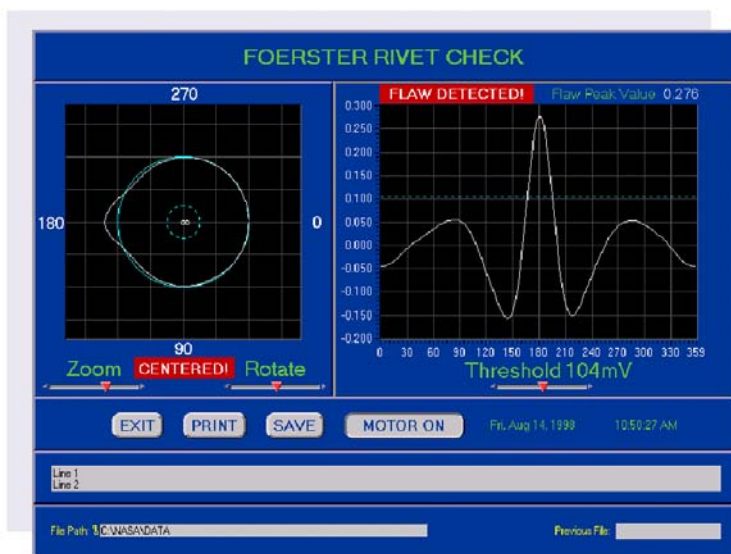 FOERSTER RIVET CHECK
270
180
0
90
Zoom CENTERED! Rotate
FLAW DETECTED! Flaw Peak Value 0.276
0.300
0.250
0.200
0.150
0.100
0.050
0.000
-0.050
-0.100
-0.150
-0.200
0 30 60 90 120 150 180 210 240 270 300 330 359
Threshold 104mV
EXIT PRINT SAVE MOTOR ON Fri, Aug 14, 1998 10:50:27 AM
Line 1
Line 2
File Path: C:\NASA\DATA Previous File: